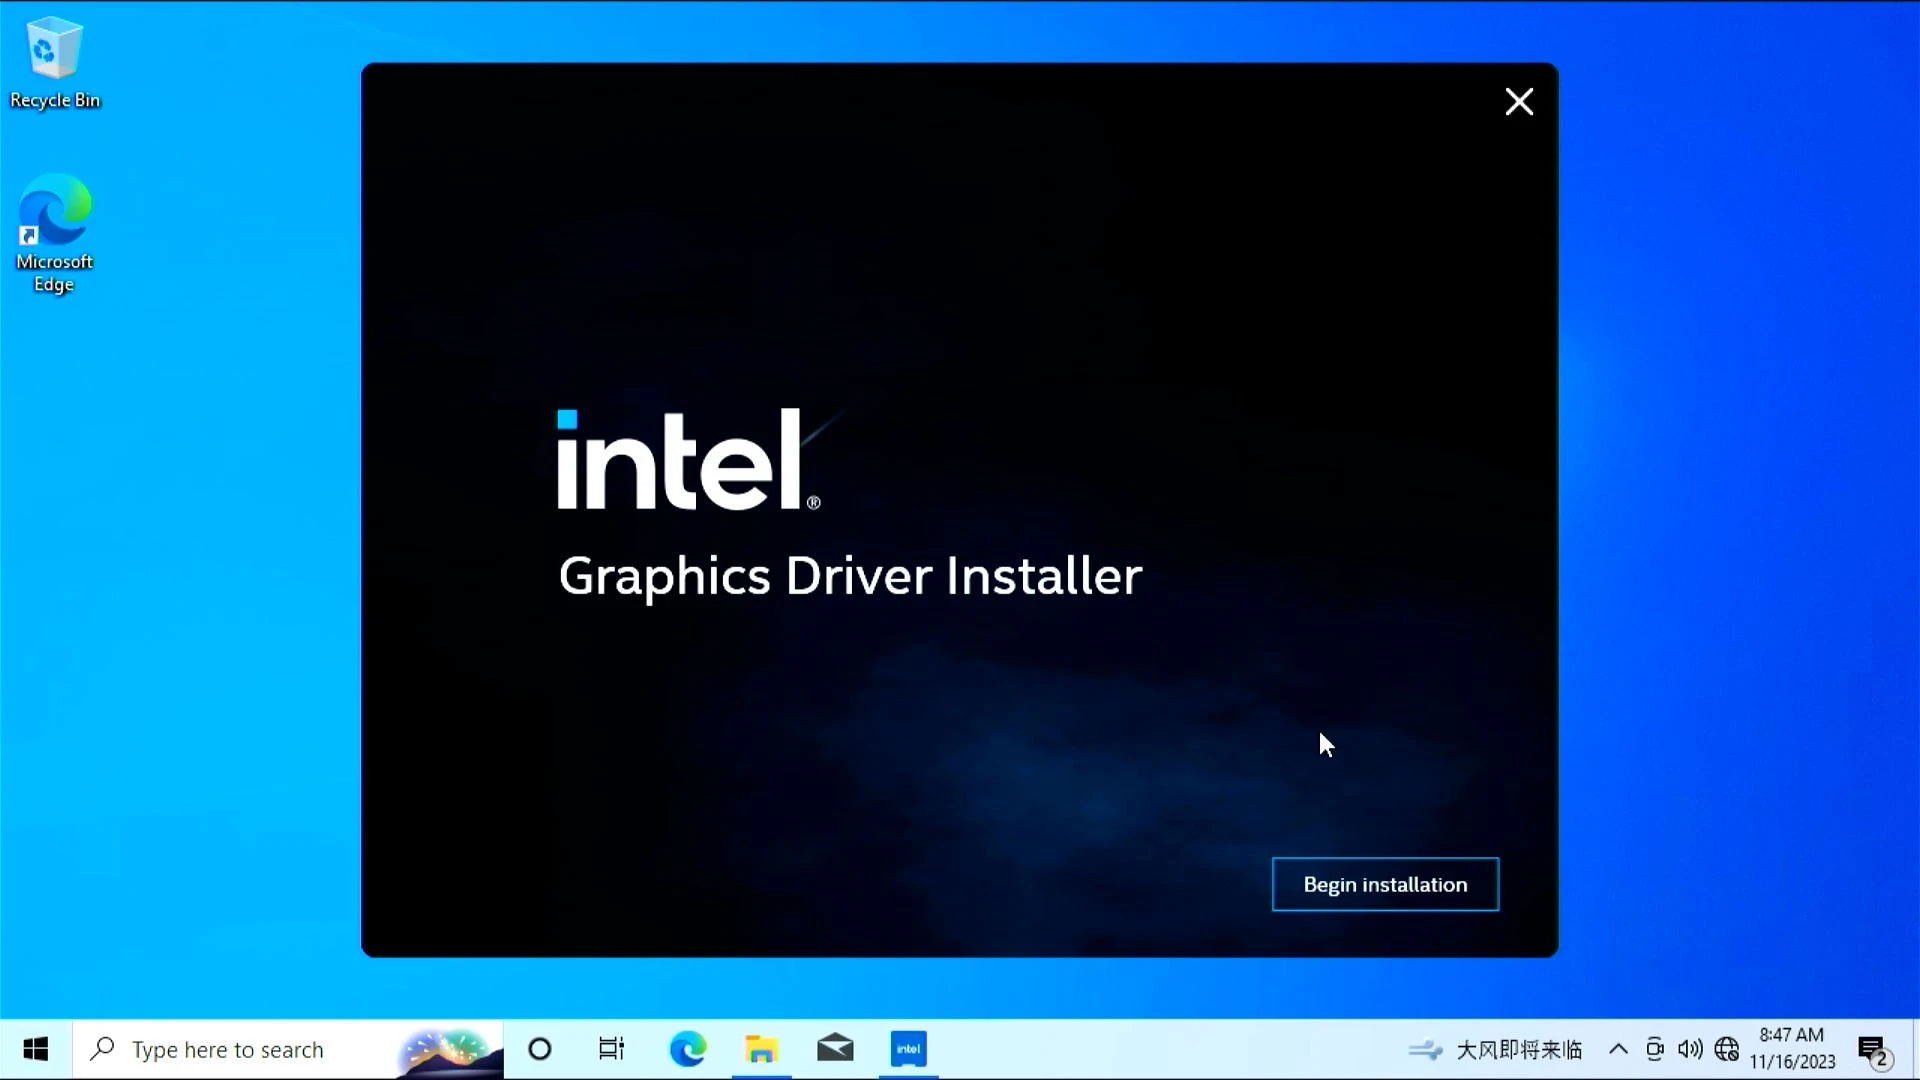 Recycle Bin
Microsoft
Edge
intel®
Graphics Driver Installer
Begin installation
Type here to search
intel
大风即将来临
8:47 AM
11/16/2023
2